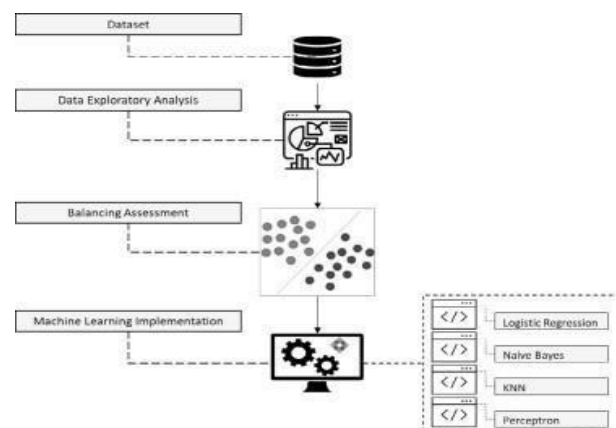 Dataset
Data Exploratory Analysis
Balancing Assessment
Machine Learning Implementation
</> Logistic Regression
</> Naive Bayes
</> KNN
</> Perceptron